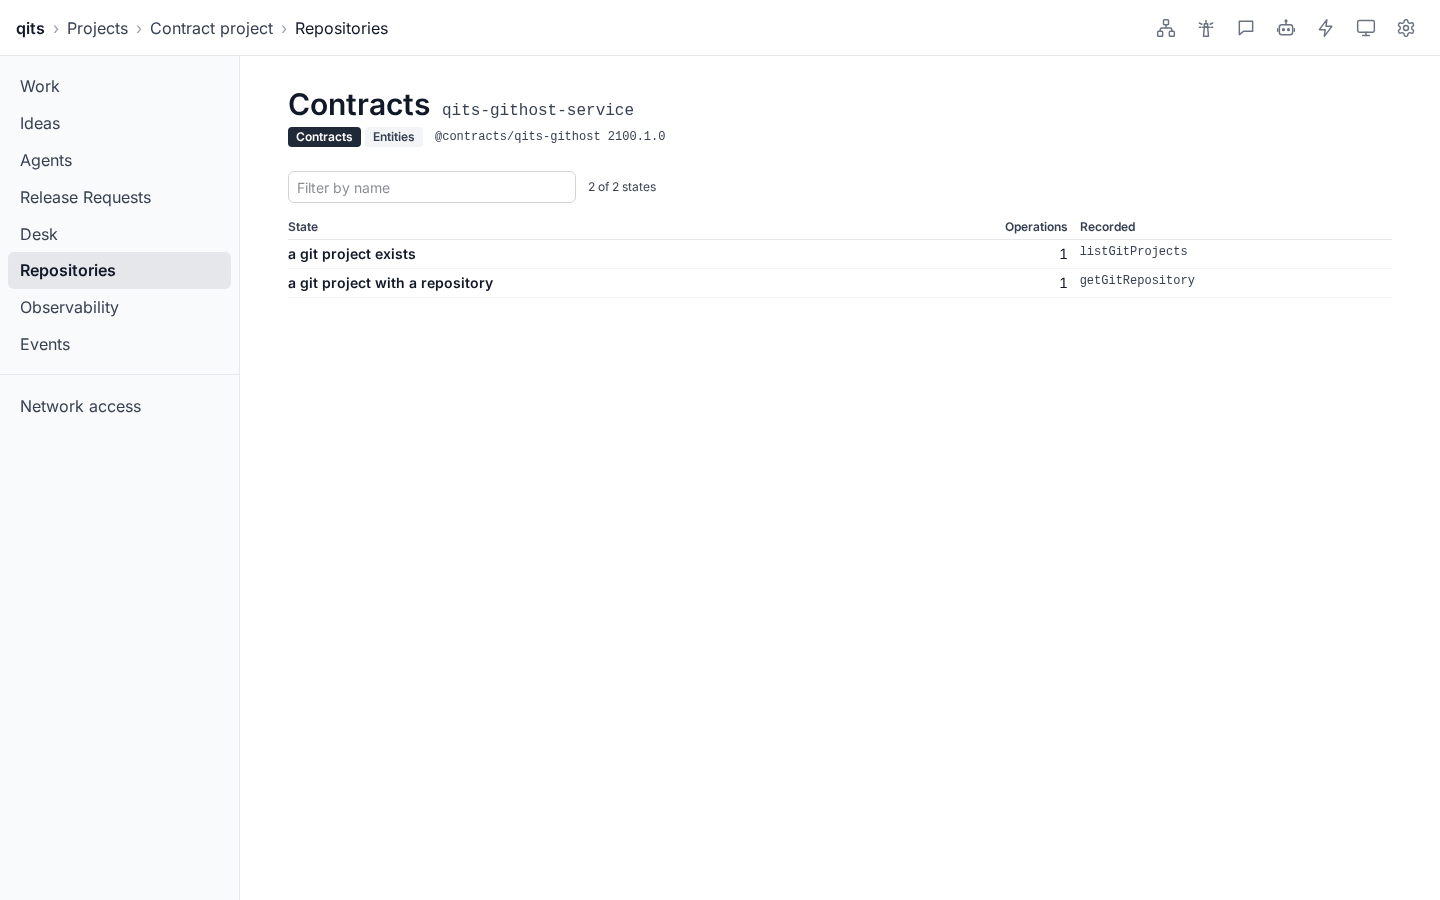 qits › Projects › Contract project › Repositories
Work
Ideas
Agents
Release Requests
Desk
Repositories
Observability
Events
Network access
Contracts qits-githost-service
Contracts Entities @contracts/qits-githost 2100.1.0
Filter by name 2 of 2 states
State Operations Recorded
a git project exists 1 listGitProjects
a git project with a repository 1 getGitRepository